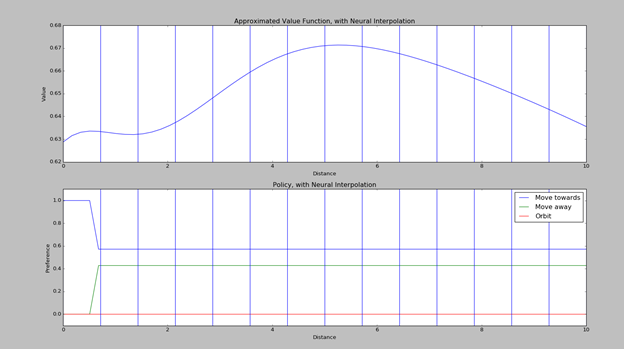 Approximated Value Function, with Neural Interpolation
0.68
0.67
0.66
0.65
0.64
0.63
0.62
Value
0
2
4
6
8
10
Distance
Policy, with Neural Interpolation
1.0
0.8
0.6
0.4
0.2
0.0
Preference
Move towards
Move away
Orbit
0
2
4
6
8
10
Distance